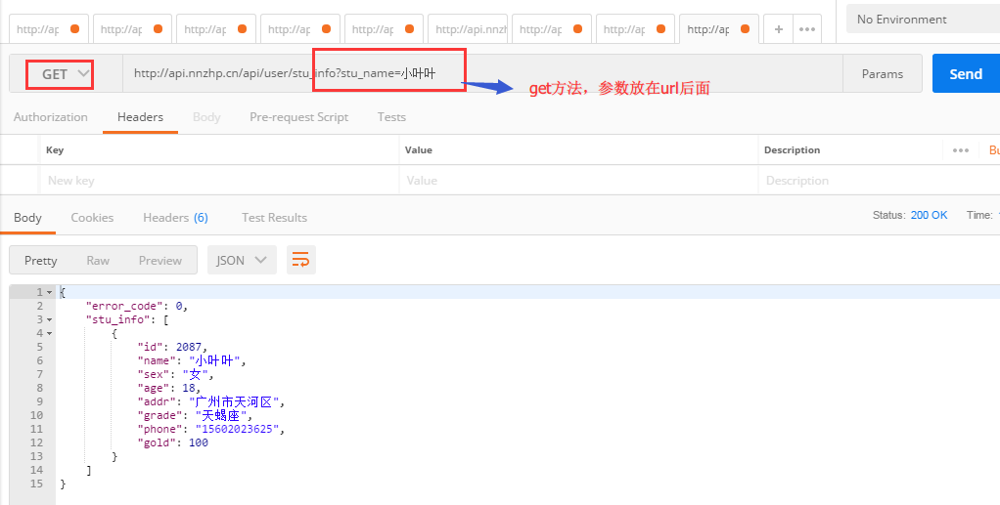 http://ap http://ap http://ap http://ap http://ap http://api.nnzh http://ap http://ap http://ap + ••• No Environment
GET http://api.nnzhp.cn/api/user/stu_info?stu_name=小叶叶 Params Send
get方法，参数放在url后面
Authorization Headers Body Pre-request Script Tests
Key Value Description ••• Bu
New key Value Description
Body Cookies Headers (6) Test Results Status: 200 OK Time:
Pretty Raw Preview JSON
1 {
2 "error_code": 0,
3 "stu_info": [
4 {
5 "id": 2087,
6 "name": "小叶叶",
7 "sex": "女",
8 "age": 18,
9 "addr": "广州市天河区",
10 "grade": "天蝎座",
11 "phone": "15602023625",
12 "gold": 100
13 }
14 ]
15 }